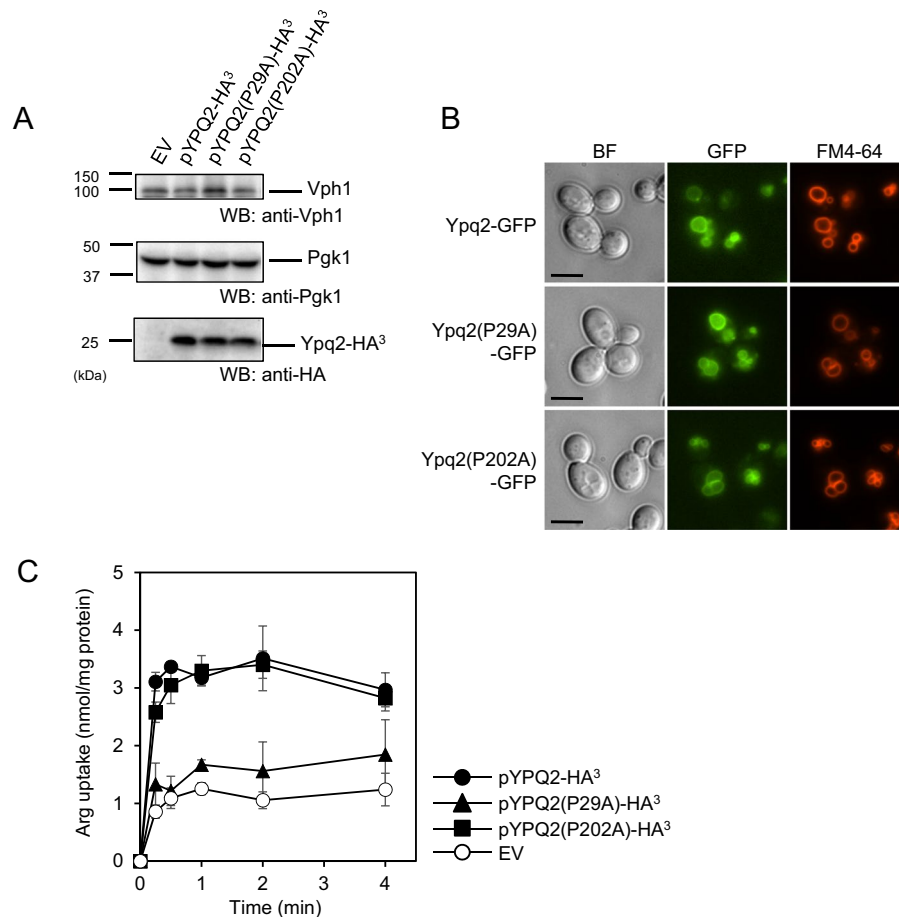 A
EV
pYPQ2-HA³
pYPQ2(P29A)-HA³
pYPQ2(P202A)-HA³
150
100
Vph1
WB: anti-Vph1
50
37
Pgk1
WB: anti-Pgk1
25
(kDa)
Ypq2-HA³
WB: anti-HA
B
BF GFP FM4-64
Ypq2-GFP
Ypq2(P29A)
-GFP
Ypq2(P202A)
-GFP
C
Arg uptake (nmol/mg protein)
5
4
3
2
1
0
0 1 2 3 4
Time (min)
pYPQ2-HA³
pYPQ2(P29A)-HA³
pYPQ2(P202A)-HA³
EV